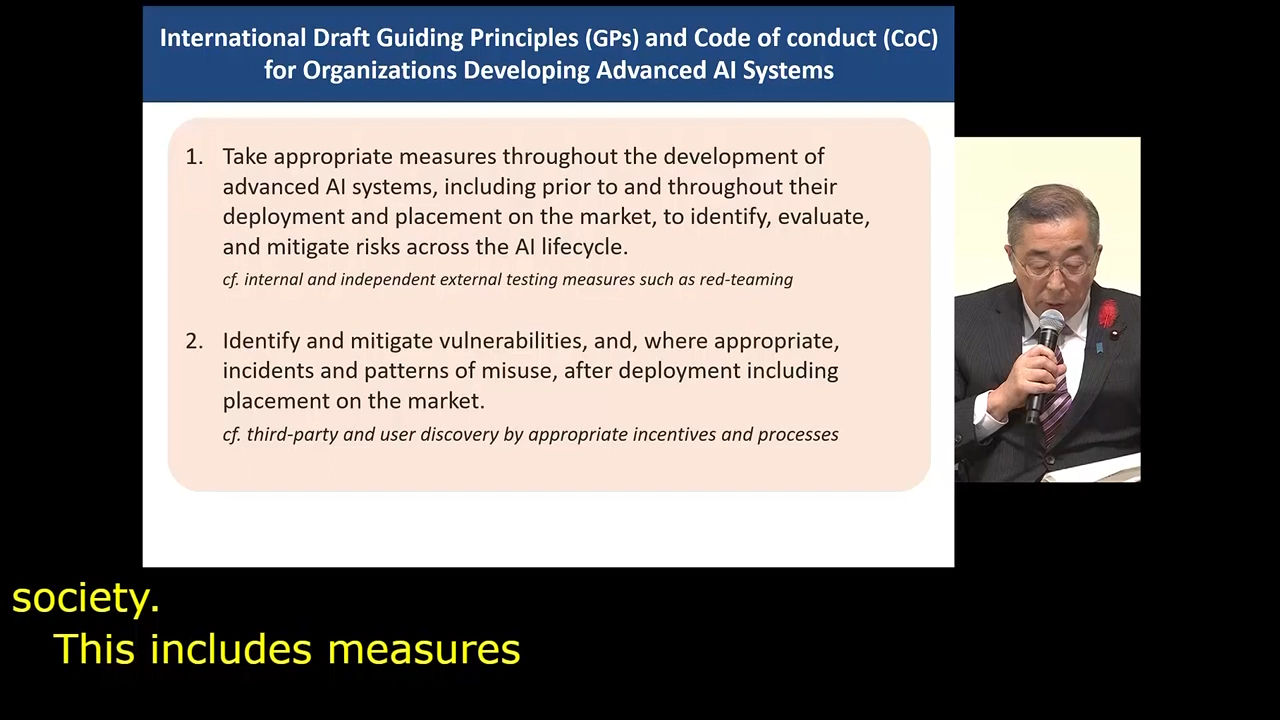 International Draft Guiding Principles (GPs) and Code of conduct (CoC)
for Organizations Developing Advanced AI Systems
1. Take appropriate measures throughout the development of
advanced AI systems, including prior to and throughout their
deployment and placement on the market, to identify, evaluate,
and mitigate risks across the AI lifecycle.
cf. internal and independent external testing measures such as red-teaming
2. Identify and mitigate vulnerabilities, and, where appropriate,
incidents and patterns of misuse, after deployment including
placement on the market.
cf. third-party and user discovery by appropriate incentives and processes
society.
This includes measures